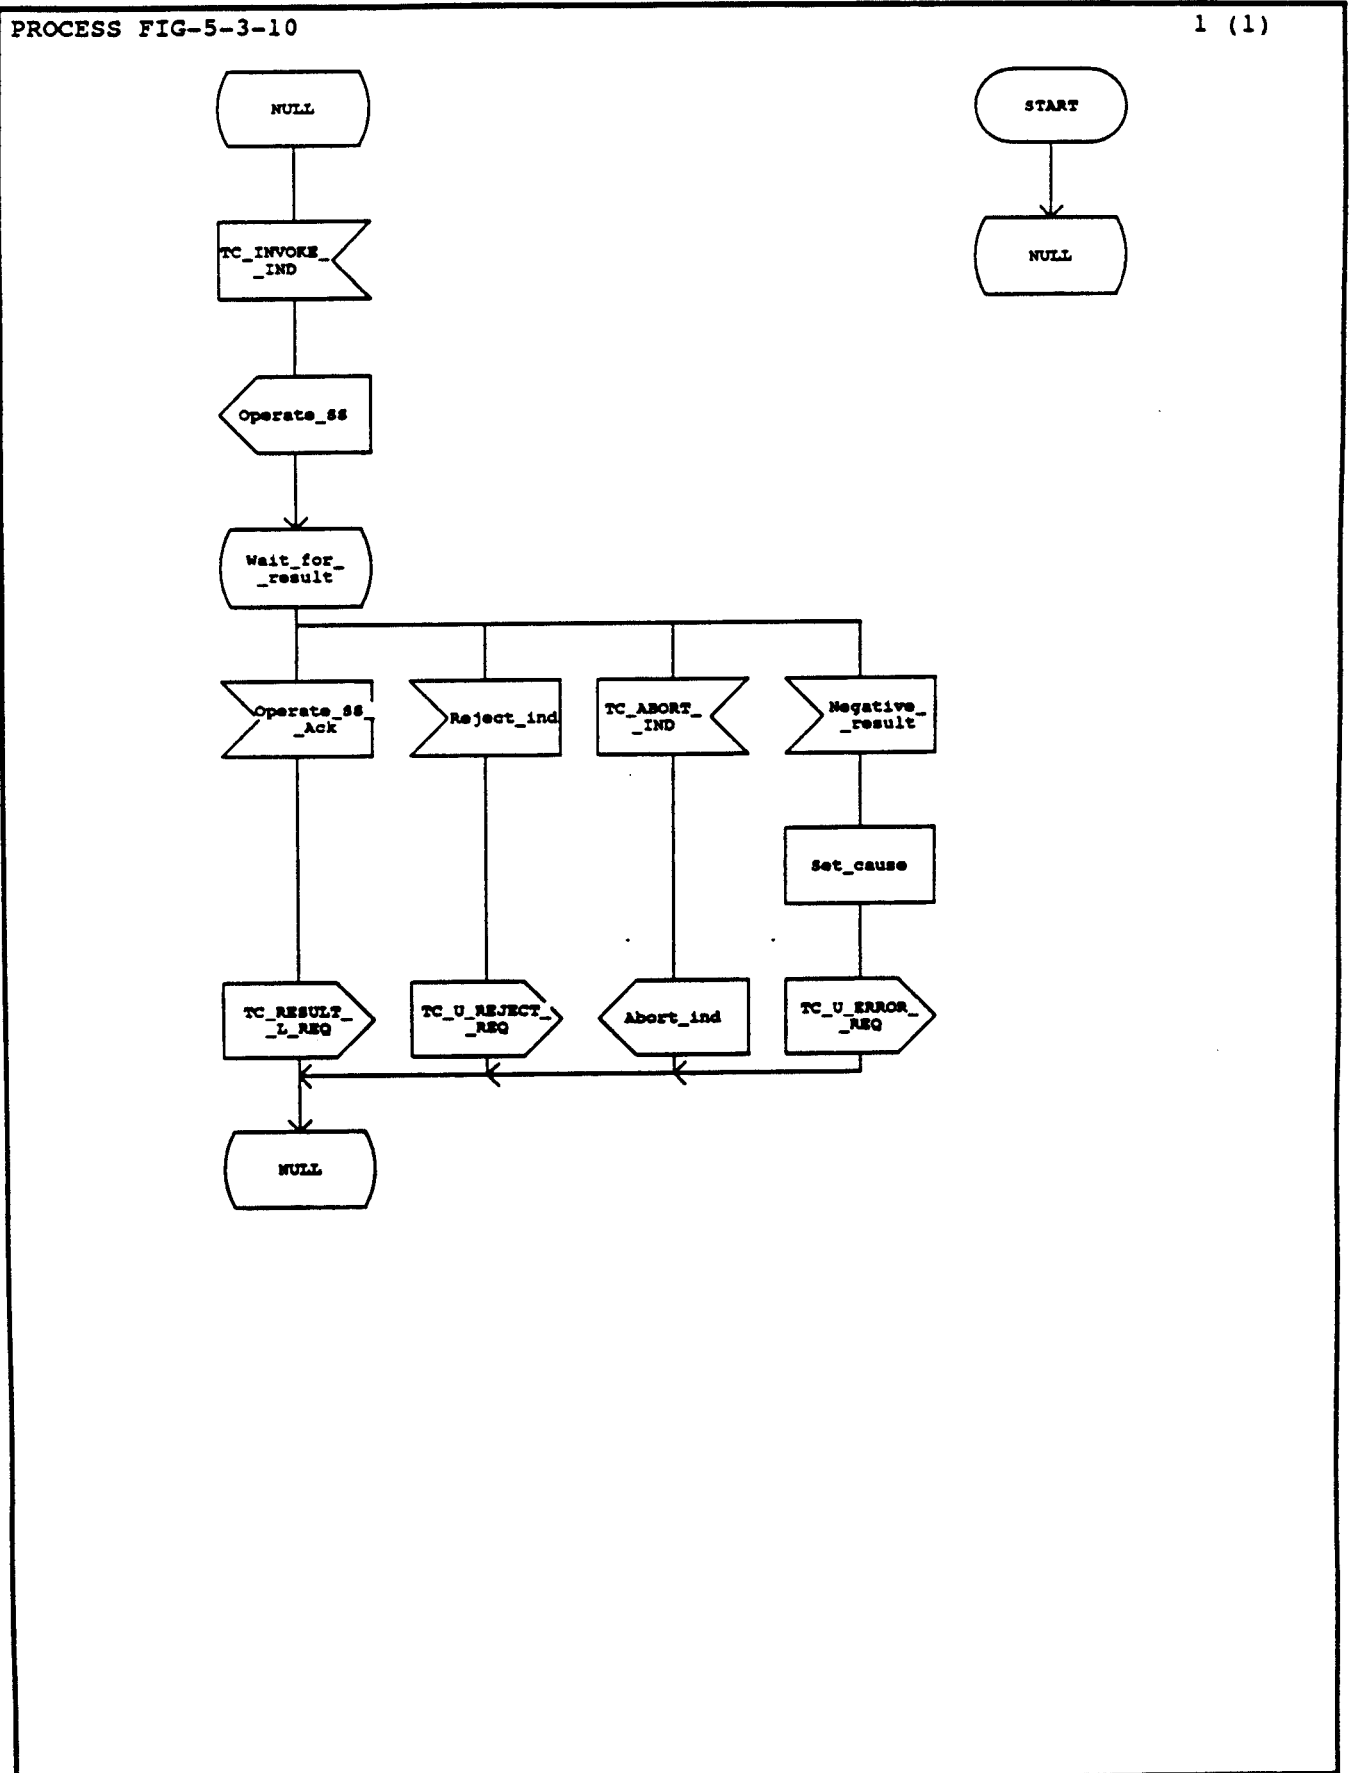 PROCESS FIG-5-3-10
1 (1)
NULL
START
TC_INVOKE_
_IND
NULL
Operate_SS
Wait_for_
_result
Operate_SS_
_Ack
Reject_ind
TC_ABORT_
_IND
Negative_
_result
Set_cause
TC_RESULT_
_L_REQ
TC_U_REJECT_
_REQ
Abort_ind
TC_U_ERROR_
_REQ
NULL